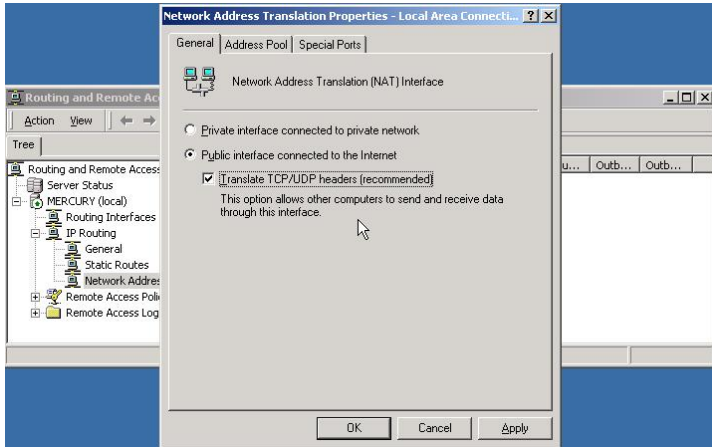 Network Address Translation Properties - Local Area Connecti...
General
Address Pool
Special Ports
Network Address Translation (NAT) Interface
Private interface connected to private network
Public interface connected to the Internet
Translate TCP/UDP headers (recommended)
This option allows other computers to send and receive data
through this interface.
OK
Cancel
Apply
Routing and Remote Ac
Action
View
Tree
Routing and Remote Access
Server Status
MERCURY (local)
Routing Interfaces
IP Routing
General
Static Routes
Network Addres
Remote Access Poli
Remote Access Log
u...
Outb...
Outb...